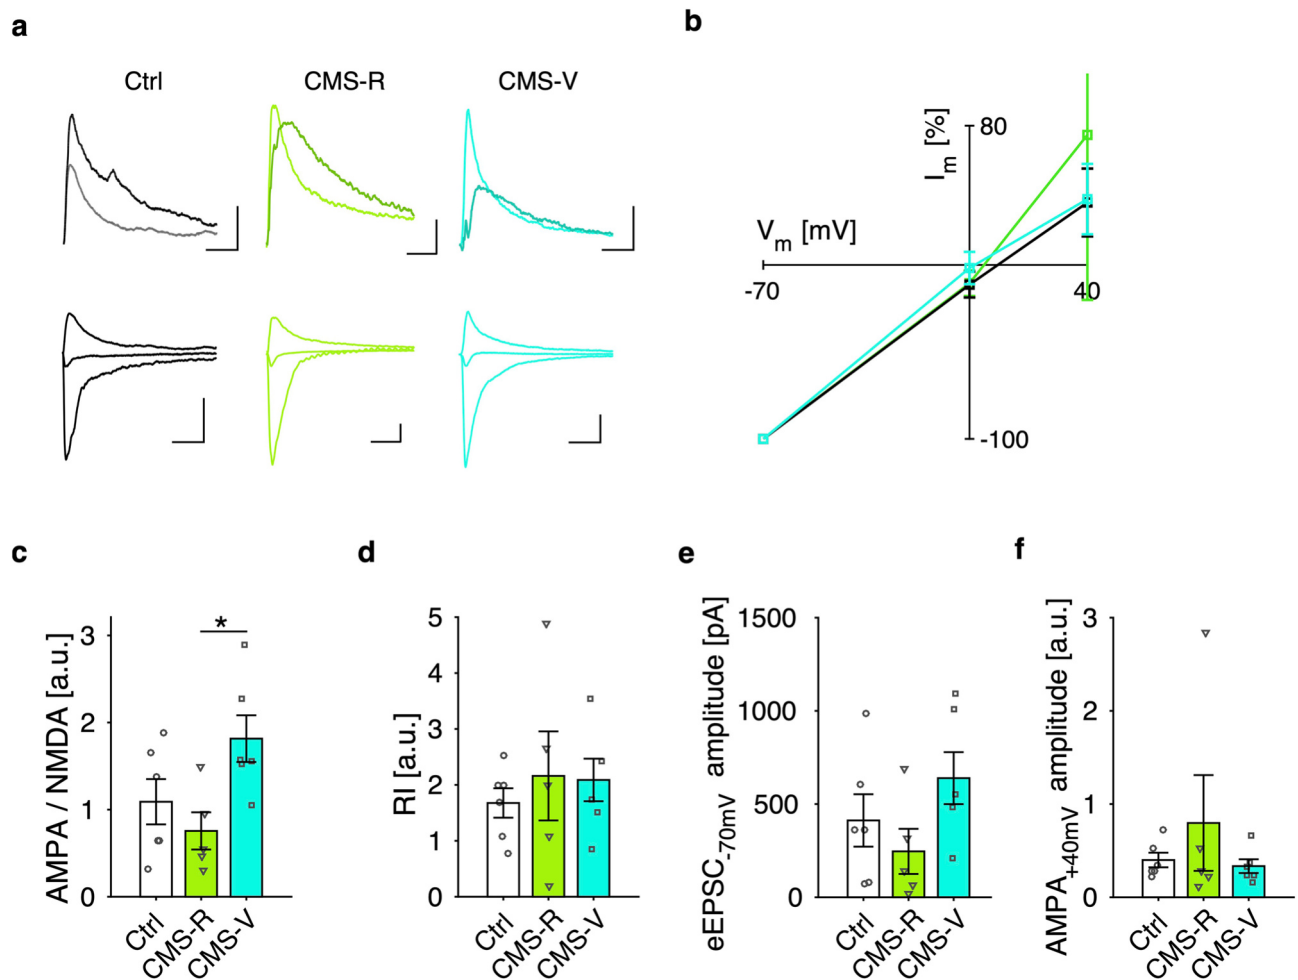 a
Ctrl
CMS-R
CMS-V
b
Im [%]
80
Vm [mV]
-70
40
-100
c
AMPA / NMDA [a.u.]
3
2
1
0
*
Ctrl
CMS-R
CMS-V
d
RI [a.u.]
5
4
3
2
1
0
Ctrl
CMS-R
CMS-V
e
eEPSC-70mV amplitude [pA]
1500
1000
500
0
Ctrl
CMS-R
CMS-V
f
AMPA+40mV amplitude [a.u.]
3
2
1
0
Ctrl
CMS-R
CMS-V